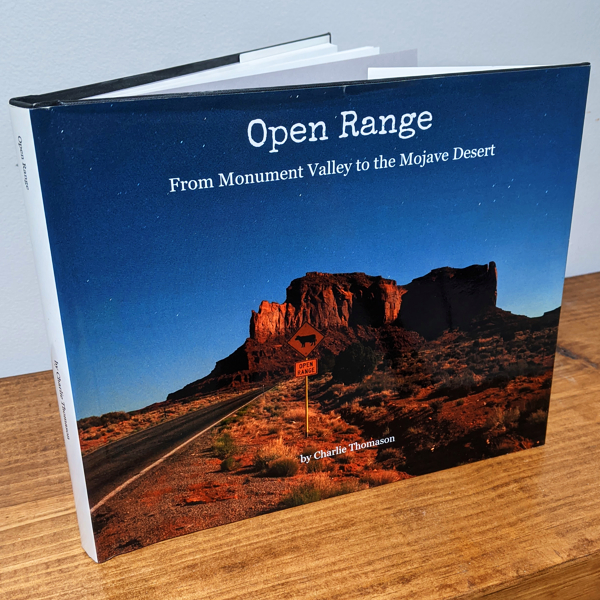 Open Range
From Monument Valley to the Mojave Desert
OPEN
RANGE
by Charlie Thomason
Open Range
by Charlie Thomason